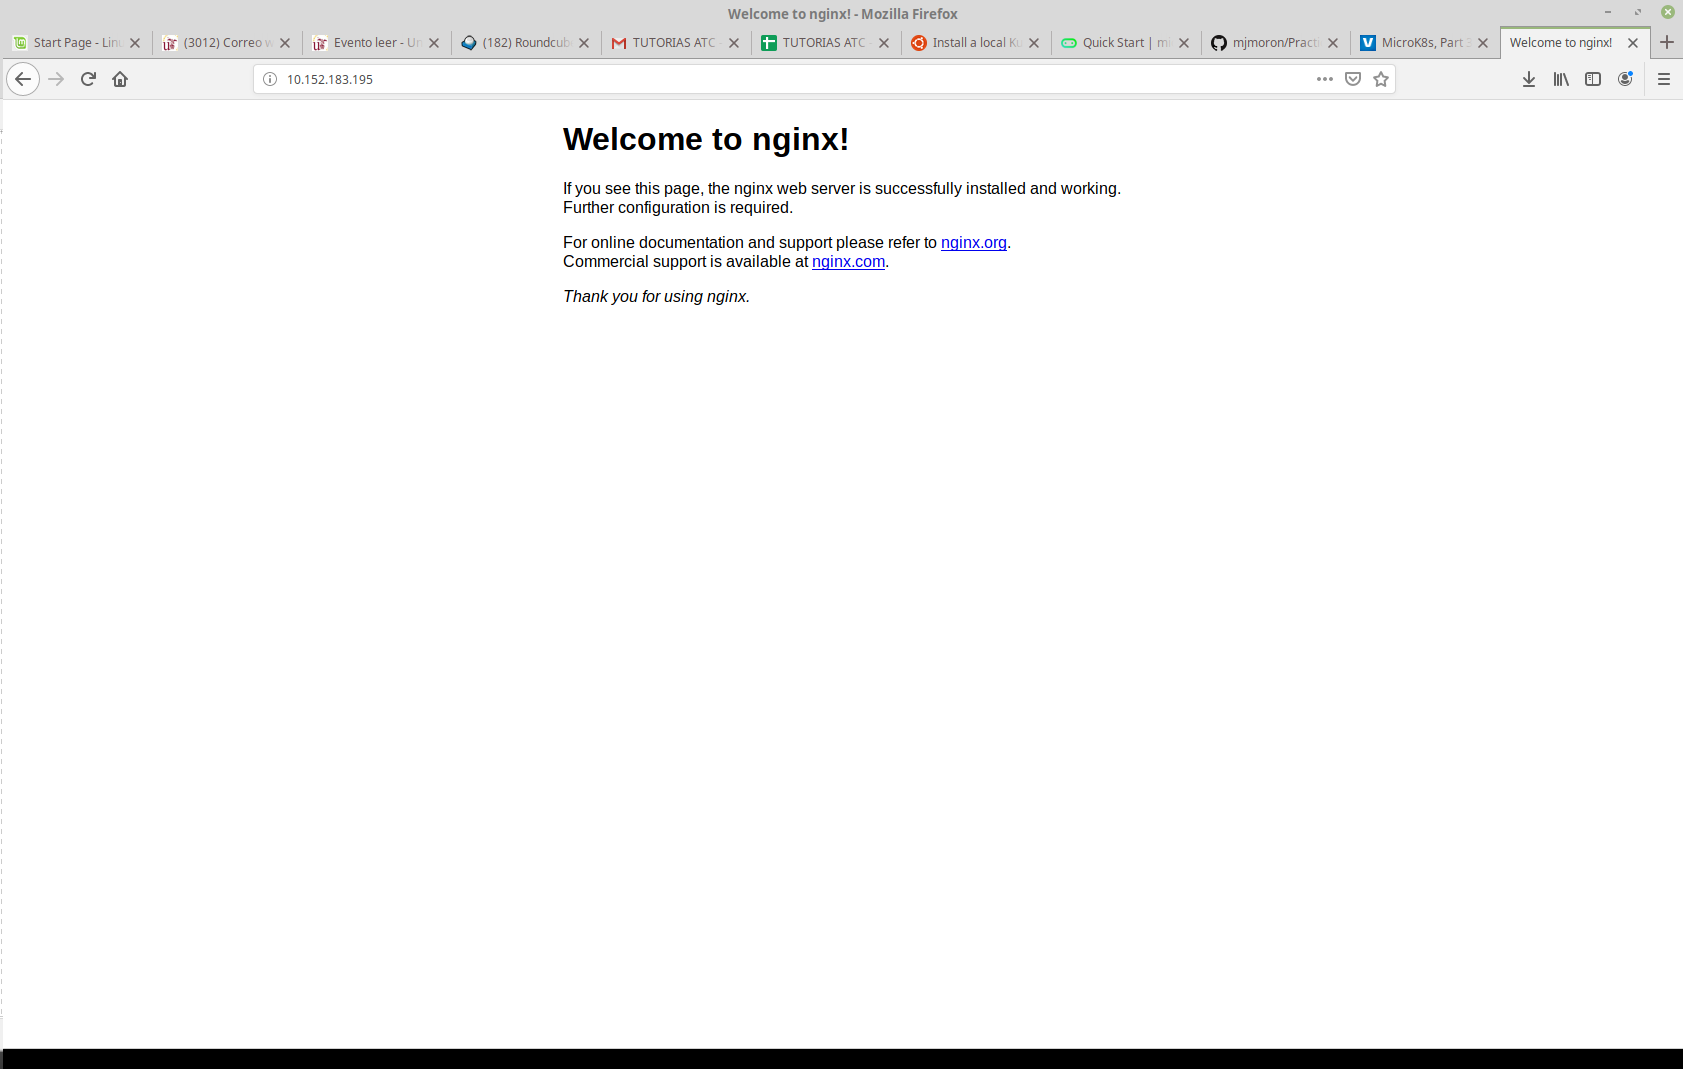 Welcome to nginx! - Mozilla Firefox
Start Page - Lin
(3012) Correo w
Evento leer - Un
(182) Roundcub
TUTORIAS ATC -
TUTORIAS ATC -
Install a local Ku
Quick Start | mi
mjmoron/Practi
MicroK8s, Part
Welcome to nginx!
10.152.183.195
Welcome to nginx!
If you see this page, the nginx web server is successfully installed and working.
Further configuration is required.
For online documentation and support please refer to nginx.org.
Commercial support is available at nginx.com.
Thank you for using nginx.